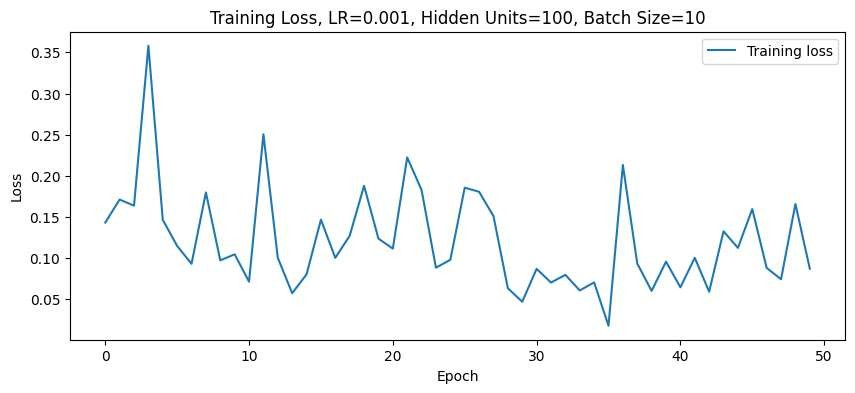 Training Loss, LR=0.001, Hidden Units=100, Batch Size=10
Training loss
0.35
0.30
0.25
0.20
0.15
0.10
0.05
Loss
0 10 20 30 40 50
Epoch